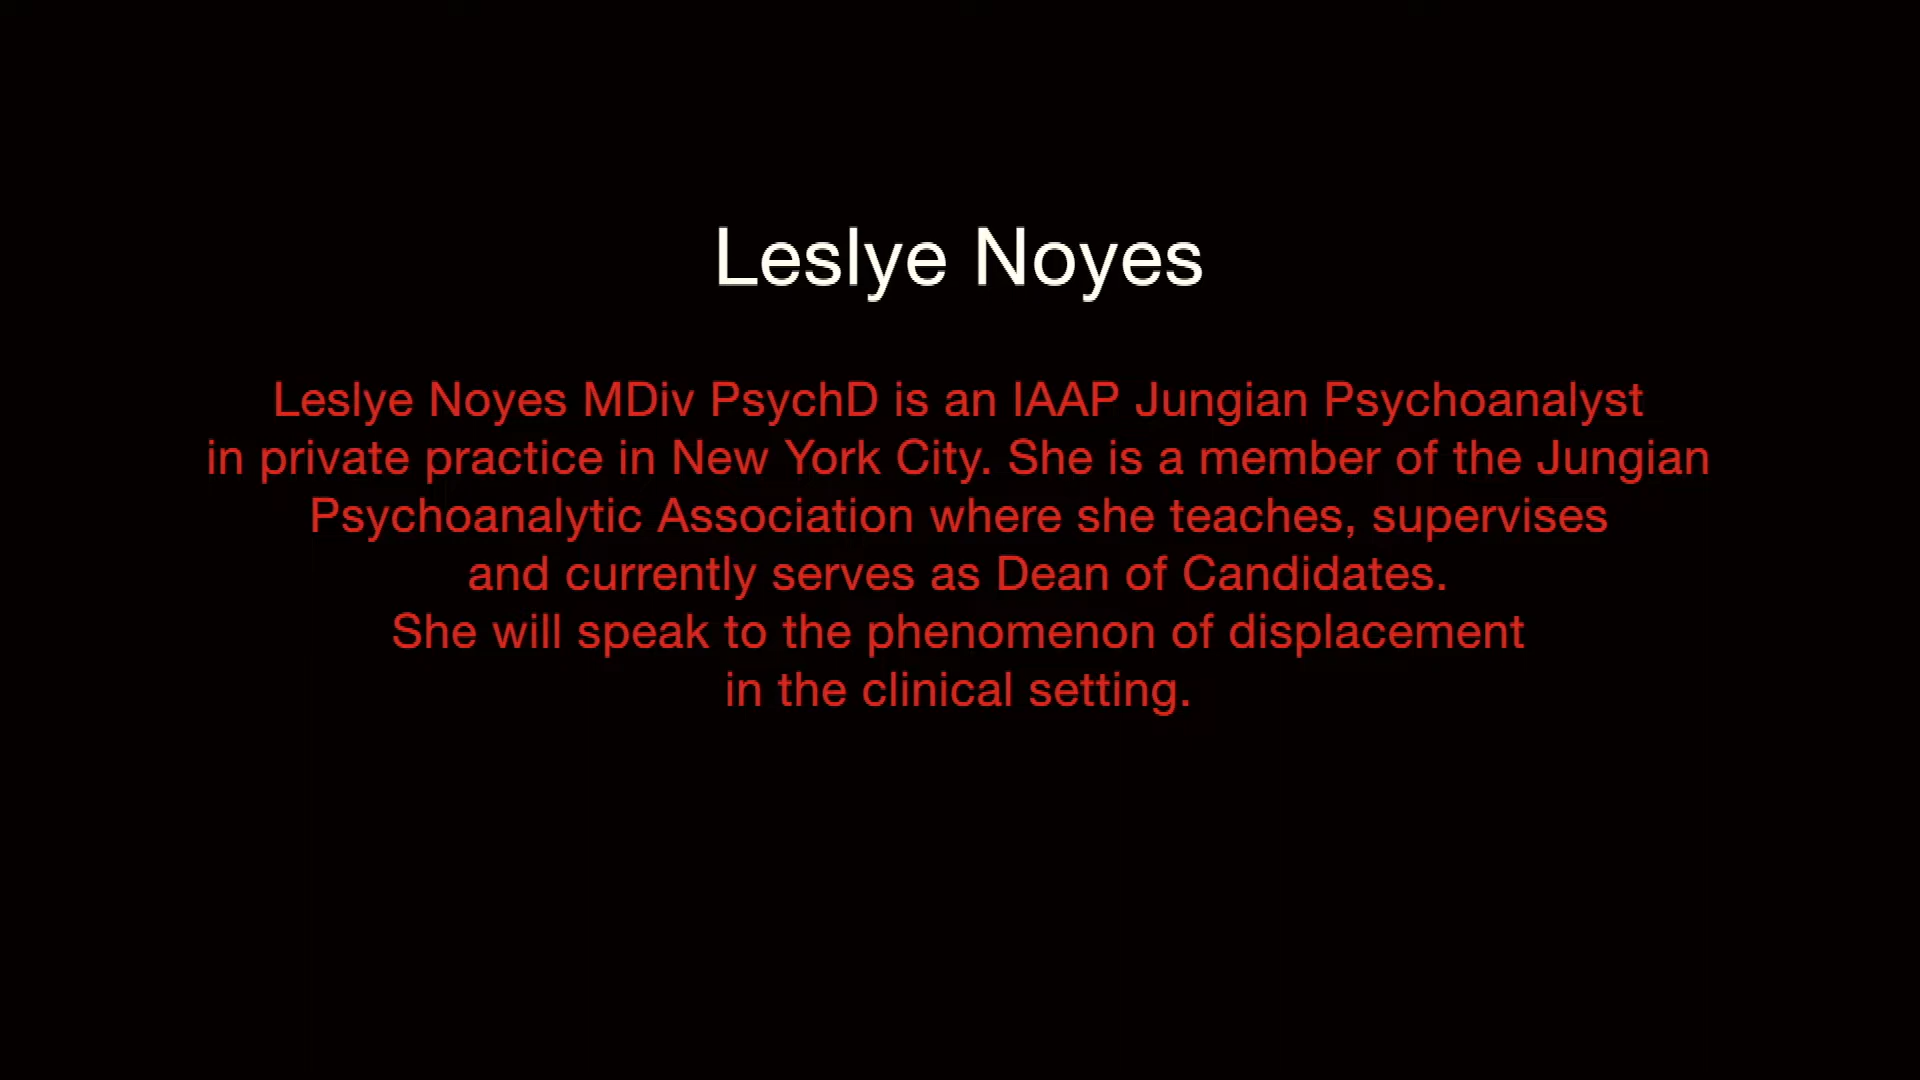 Leslye Noyes
Leslye Noyes MDiv PsychD is an IAAP Jungian Psychoanalyst
in private practice in New York City. She is a member of the Jungian
Psychoanalytic Association where she teaches, supervises
and currently serves as Dean of Candidates.
She will speak to the phenomenon of displacement
in the clinical setting.